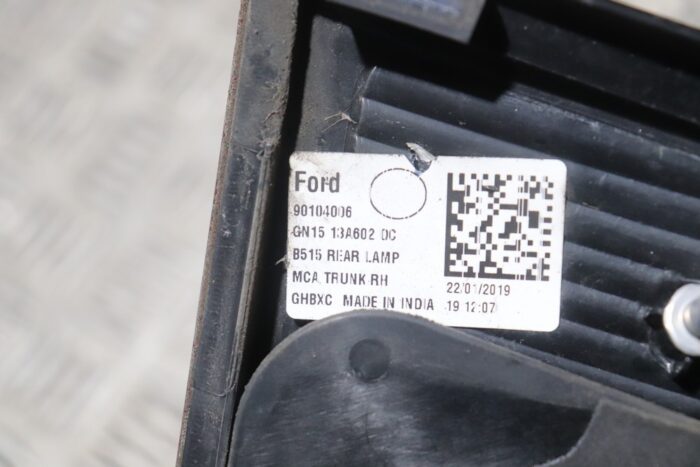 Ford
90104006
GN15 13A602 DC
B515 REAR LAMP
MCA TRUNK RH
22/01/2019
GHBXC MADE IN INDIA
19 12:07